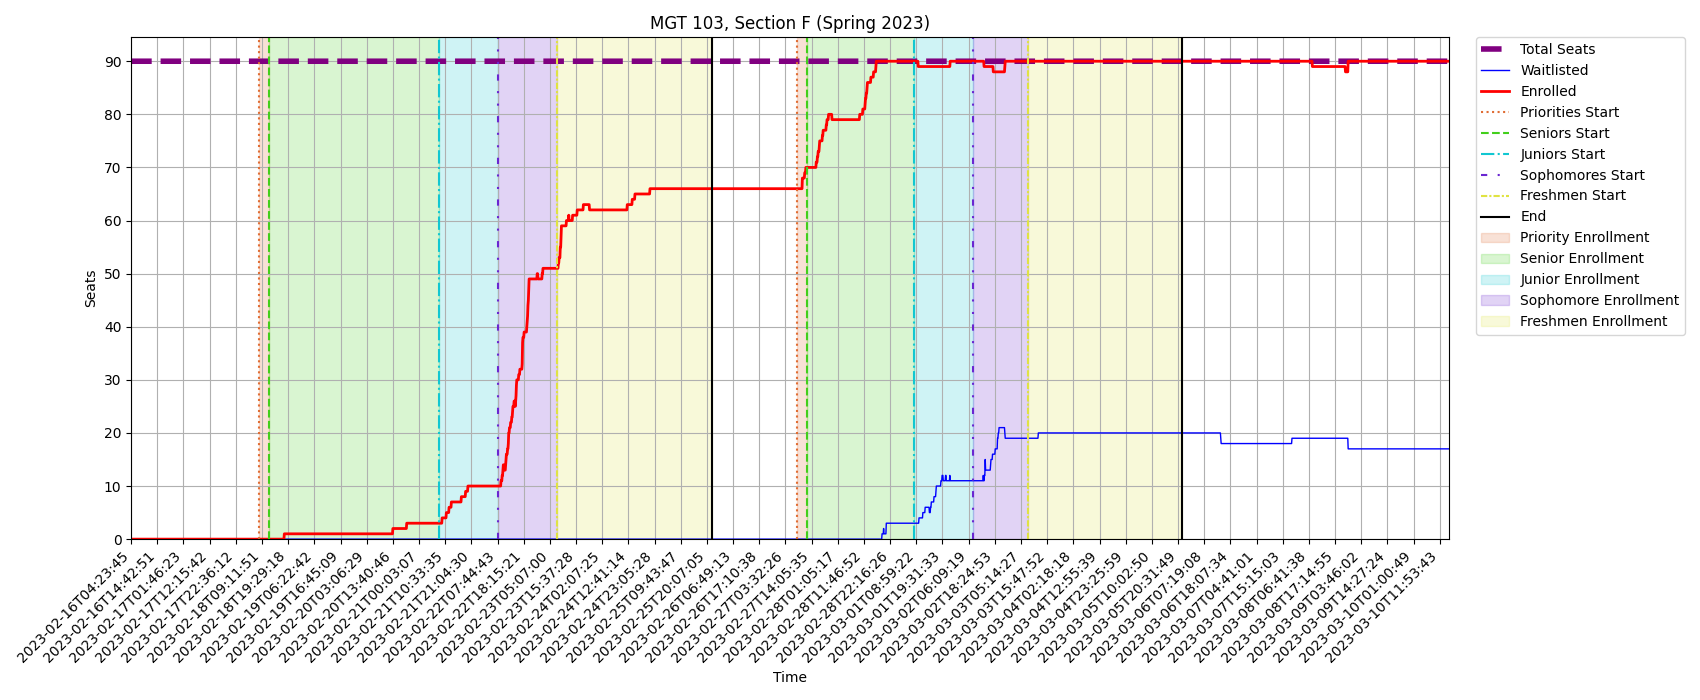 MGT 103, Section F (Spring 2023)
Total Seats
Waitlisted
Enrolled
Priorities Start
Seniors Start
Juniors Start
Sophomores Start
Freshmen Start
End
Priority Enrollment
Senior Enrollment
Junior Enrollment
Sophomore Enrollment
Freshmen Enrollment
Seats
90
80
70
60
50
40
30
20
10
0
2023-02-16T04:23:45
2023-02-16T14:42:51
2023-02-17T01:46:23
2023-02-17T12:15:42
2023-02-17T22:36:12
2023-02-18T09:11:51
2023-02-18T19:29:18
2023-02-19T06:22:42
2023-02-19T16:45:09
2023-02-20T03:06:29
2023-02-20T13:40:46
2023-02-21T00:03:07
2023-02-21T10:33:35
2023-02-21T21:04:30
2023-02-22T07:44:43
2023-02-22T18:15:21
2023-02-23T05:07:00
2023-02-23T15:37:28
2023-02-24T02:07:25
2023-02-24T12:41:14
2023-02-24T23:05:28
2023-02-25T09:43:47
2023-02-25T20:07:05
2023-02-26T06:49:13
2023-02-26T17:10:38
2023-02-27T03:32:26
2023-02-27T14:05:35
2023-02-28T01:05:17
2023-02-28T11:46:52
2023-02-28T22:16:26
2023-03-01T08:59:22
2023-03-01T19:31:33
2023-03-02T06:09:19
2023-03-02T18:24:53
2023-03-03T05:14:27
2023-03-03T15:47:52
2023-03-04T02:18:18
2023-03-04T12:55:39
2023-03-04T23:25:59
2023-03-05T10:02:50
2023-03-05T20:31:49
2023-03-06T07:19:08
2023-03-06T18:07:34
2023-03-07T04:41:01
2023-03-07T15:15:03
2023-03-08T06:41:38
2023-03-08T17:14:55
2023-03-09T03:46:02
2023-03-09T14:27:24
2023-03-10T01:00:49
2023-03-10T11:53:43
Time